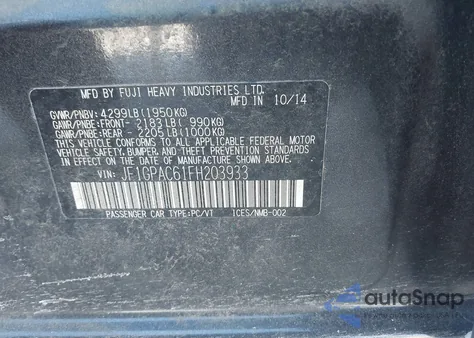 MFD BY FUJI HEAVY INDUSTRIES LTD.
MFD IN 10/14
GVWR/PNBV: 4299LB(1950KG)
GAWR/PNBE:FRONT- 2183LB( 990KG)
GAWR/PNBE:REAR - 2205LB(1000KG)
THIS VEHICLE CONFORMS TO ALL APPLICABLE FEDERAL MOTOR
VEHICLE SAFETY, BUMPER, AND THEFT PREVENTION STANDARDS
IN EFFECT ON THE DATE OF MANUFACTURE SHOWN ABOVE.
VIN: JF1GPAC61FH203933
PASSENGER CAR TYPE:PC/VT ICES/NMB-002
autoSnap